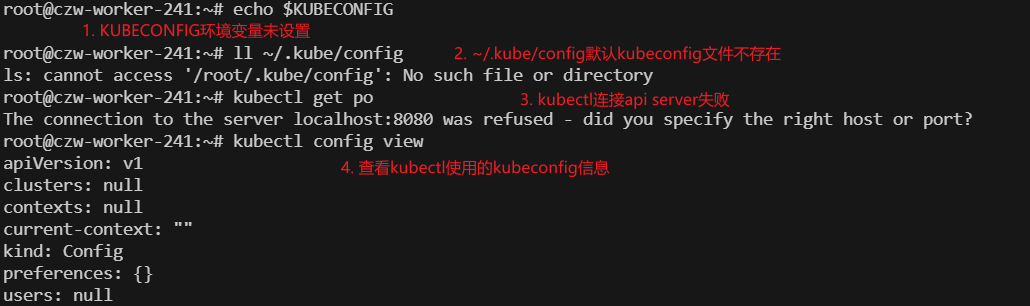 root@czw-worker-241:~# echo $KUBECONFIG
1. KUBECONFIG环境变量未设置
root@czw-worker-241:~# ll ~/.kube/config 2. ~/.kube/config默认kubeconfig文件不存在
ls: cannot access '/root/.kube/config': No such file or directory
root@czw-worker-241:~# kubectl get po 3. kubectl连接api server失败
The connection to the server localhost:8080 was refused - did you specify the right host or port?
root@czw-worker-241:~# kubectl config view
apiVersion: v1 4. 查看kubectl使用的kubeconfig信息
clusters: null
contexts: null
current-context: ""
kind: Config
preferences: {}
users: null